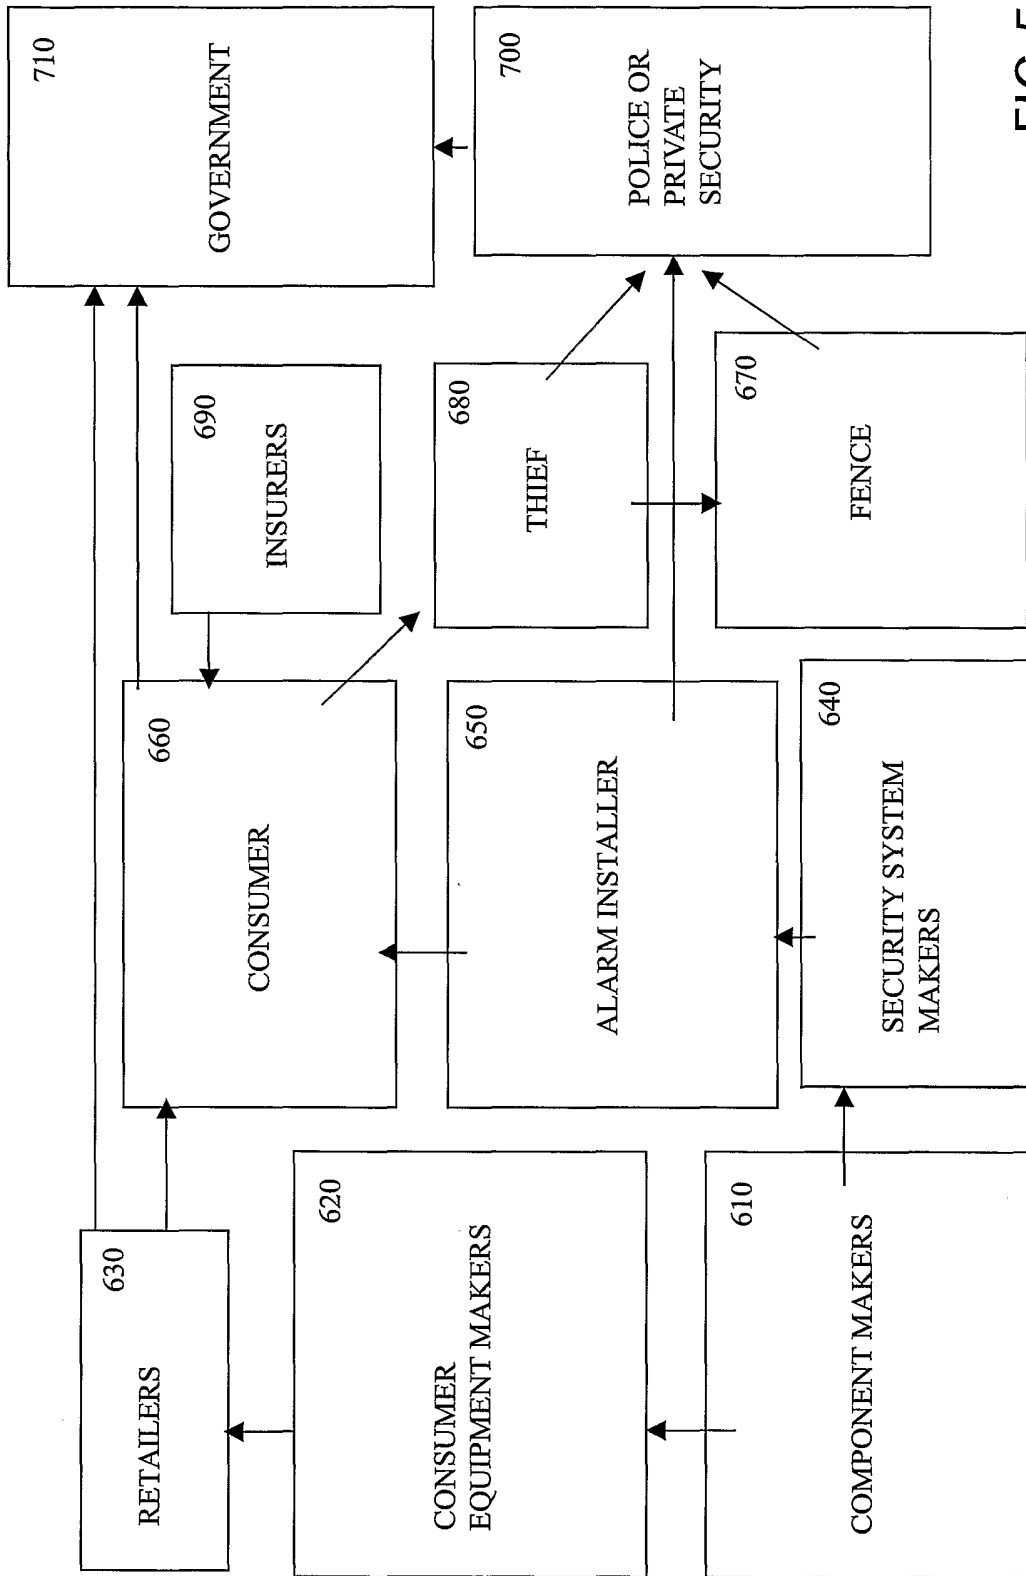 630
RETAILERS
620
CONSUMER
EQUIPMENT MAKERS
610
COMPONENT MAKERS
660
CONSUMER
650
ALARM INSTALLER
640
SECURITY SYSTEM
MAKERS
690
INSURERS
680
THIEF
670
FENCE
710
GOVERNMENT
700
POLICE OR
PRIVATE
SECURITY